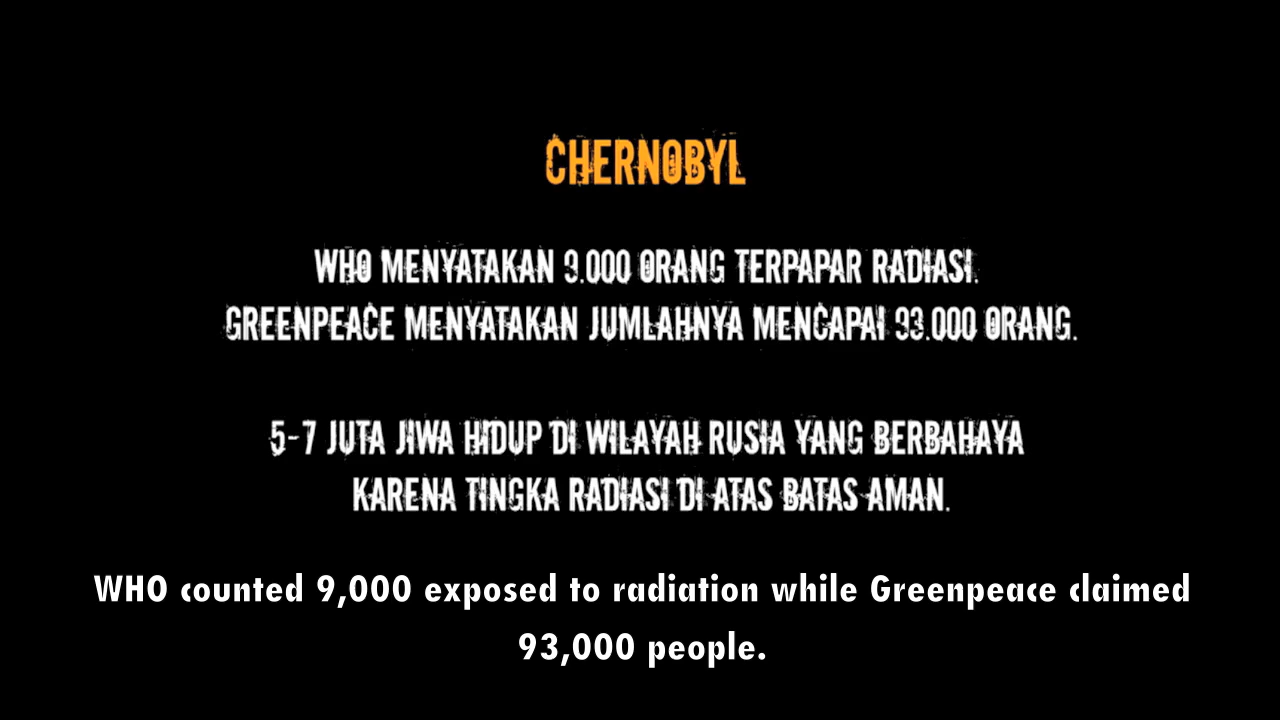 CHERNOBYL
WHO MENYATAKAN 9.000 ORANG TERPAPAR RADIASI.
GREENPEACE MENYATAKAN JUMLAHNYA MENCAPAI 93.000 ORANG.
5-7 JUTA JIWA HIDUP DI WILAYAH RUSIA YANG BERBAHAYA
KARENA TINGKA RADIASI DI ATAS BATAS AMAN.
WHO counted 9,000 exposed to radiation while Greenpeace claimed
93,000 people.